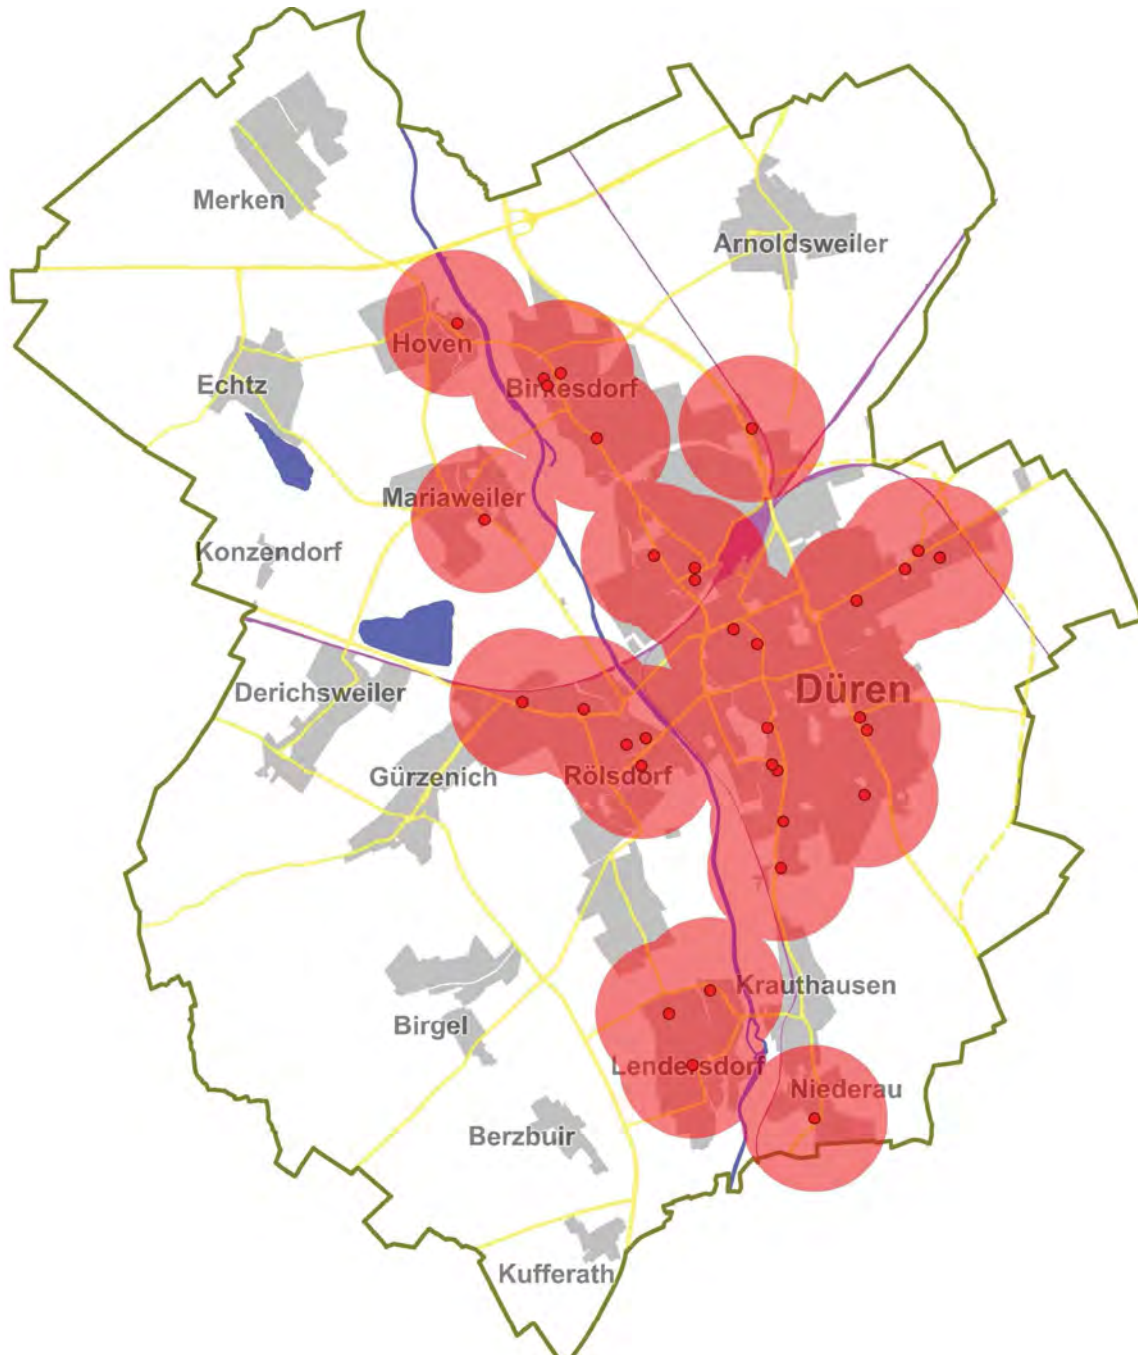 Merken
Arnoldsweiler
Hoven
Echtz
Birkesdorf
Mariaweiler
Konzendorf
Derichsweiler
Düren
Gürzenich
Rölsdorf
Krauthausen
Birgel
Lendersdorf
Niederau
Berzbuir
Kufferath